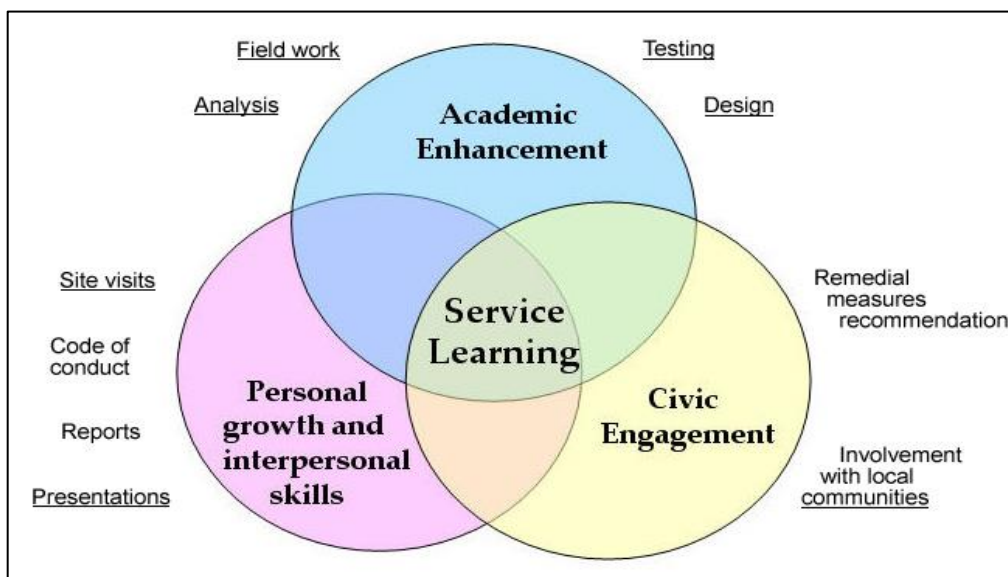 Field work
Testing
Analysis
Design
Academic
Enhancement
Site visits
Code of
conduct
Reports
Presentations
Service
Learning
Personal
growth and
interpersonal
skills
Civic
Engagement
Remedial
measures
recommendation
Involvement
with local
communities